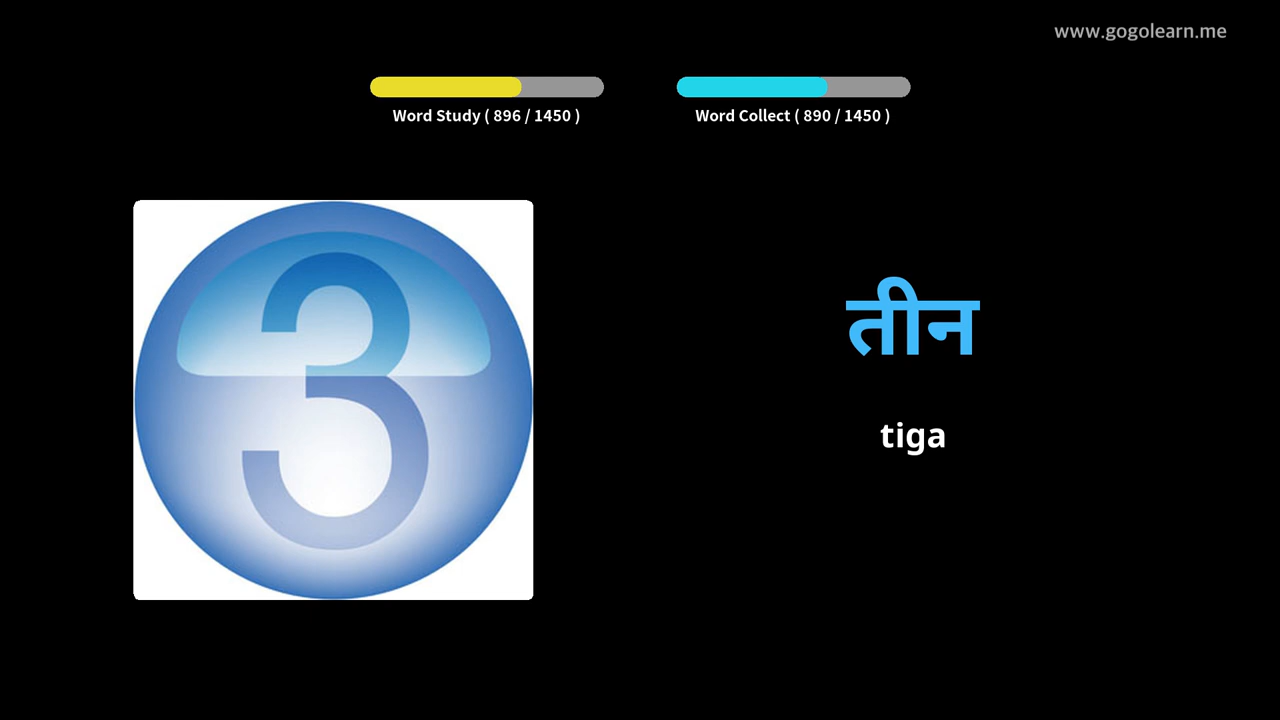 www.gogolearn.me
Word Study ( 896 / 1450 )
Word Collect ( 890 / 1450 )
3
तीन
tiga